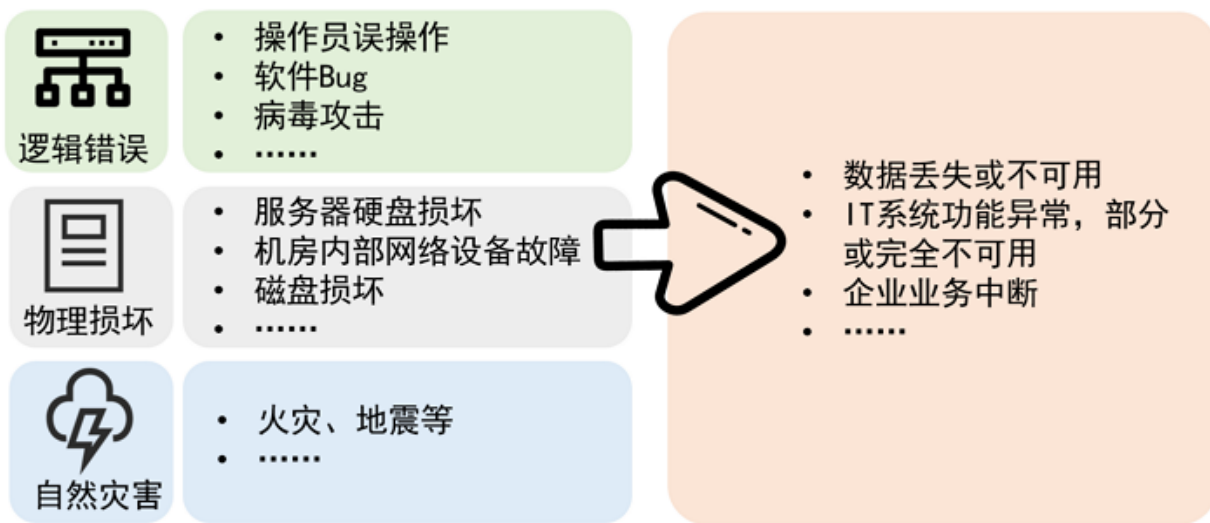 逻辑错误
• 操作员误操作
• 软件Bug
• 病毒攻击
• ……
物理损坏
• 服务器硬盘损坏
• 机房内部网络设备故障
• 磁盘损坏
• ……
自然灾害
• 火灾、地震等
• ……
• 数据丢失或不可用
• IT系统功能异常，部分
或完全不可用
• 企业业务中断
• ……